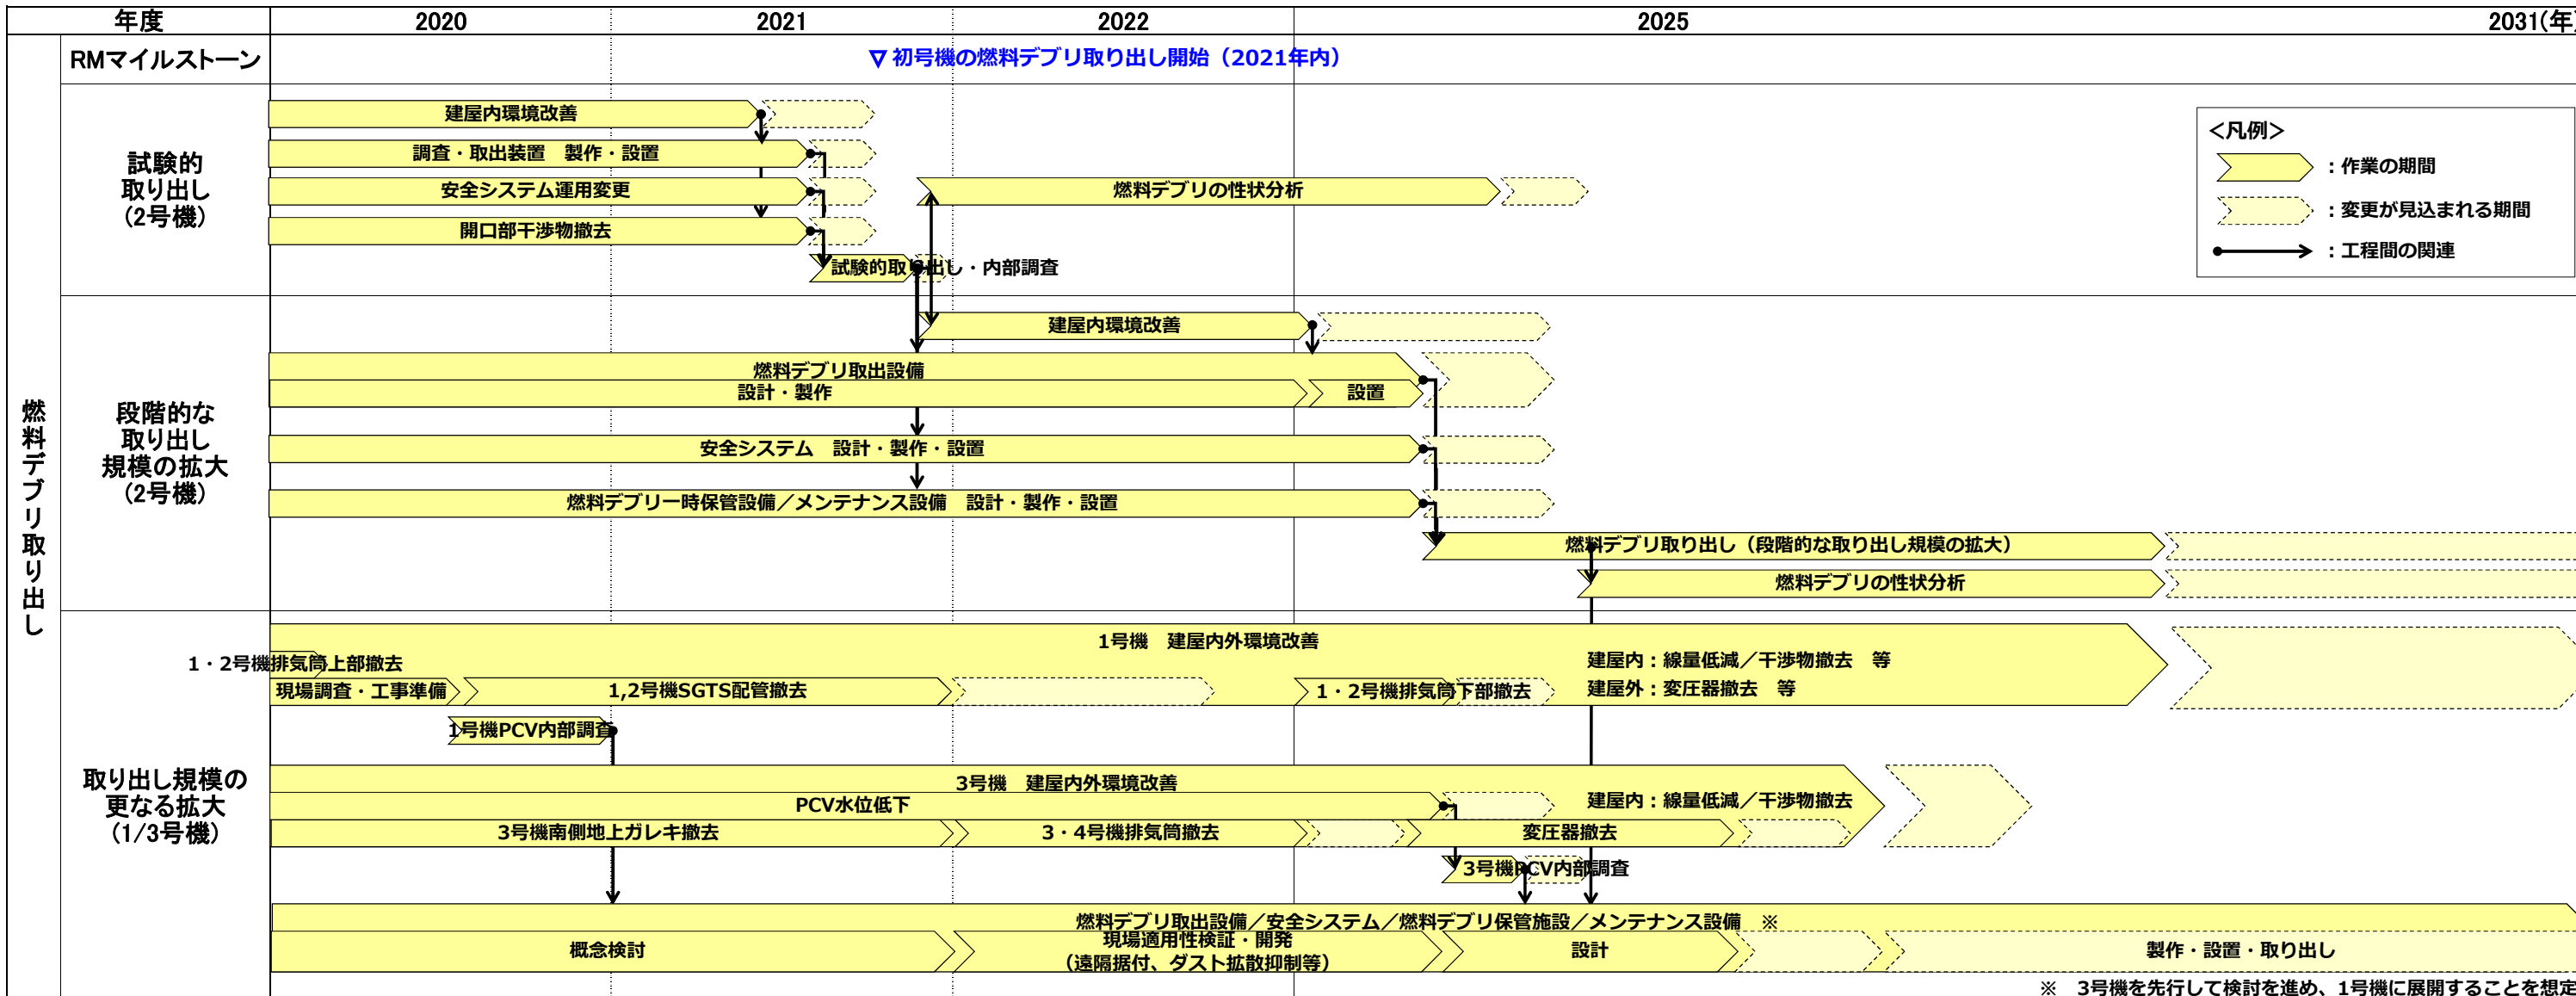 年度 2020 2021 2022 2025 2031(年
RMマイルストーン
▽ 初号機の燃料デブリ取り出し開始（2021年内）
燃料デブリ取り出し
試験的
取り出し
(2号機)
建屋内環境改善
調査・取出装置　製作・設置
安全システム運用変更
燃料デブリの性状分析
開口部干渉物撤去
試験的取り出し・内部調査
＜凡例＞
：作業の期間
：変更が見込まれる期間
：工程間の関連
段階的な
取り出し
規模の拡大
(2号機)
建屋内環境改善
燃料デブリ取出設備
設計・製作
設置
安全システム　設計・製作・設置
燃料デブリ一時保管設備／メンテナンス設備　設計・製作・設置
燃料デブリ取り出し（段階的な取り出し規模の拡大）
燃料デブリの性状分析
取り出し規模の
更なる拡大
(1/3号機)
1号機　建屋内外環境改善
1・2号機排気筒上部撤去
建屋内：線量低減／干渉物撤去　等
現場調査・工事準備
1,2号機SGTS配管撤去
1・2号機排気筒下部撤去
建屋外：変圧器撤去　等
1号機PCV内部調査
3号機　建屋内外環境改善
PCV水位低下
建屋内：線量低減／干渉物撤去
3号機南側地上ガレキ撤去
3・4号機排気筒撤去
変圧器撤去
3号機PCV内部調査
燃料デブリ取出設備／安全システム／燃料デブリ保管施設／メンテナンス設備　※
概念検討
現場適用性検証・開発
（遠隔据付、ダスト拡散抑制等）
設計
製作・設置・取り出し
※　3号機を先行して検討を進め、1号機に展開することを想定